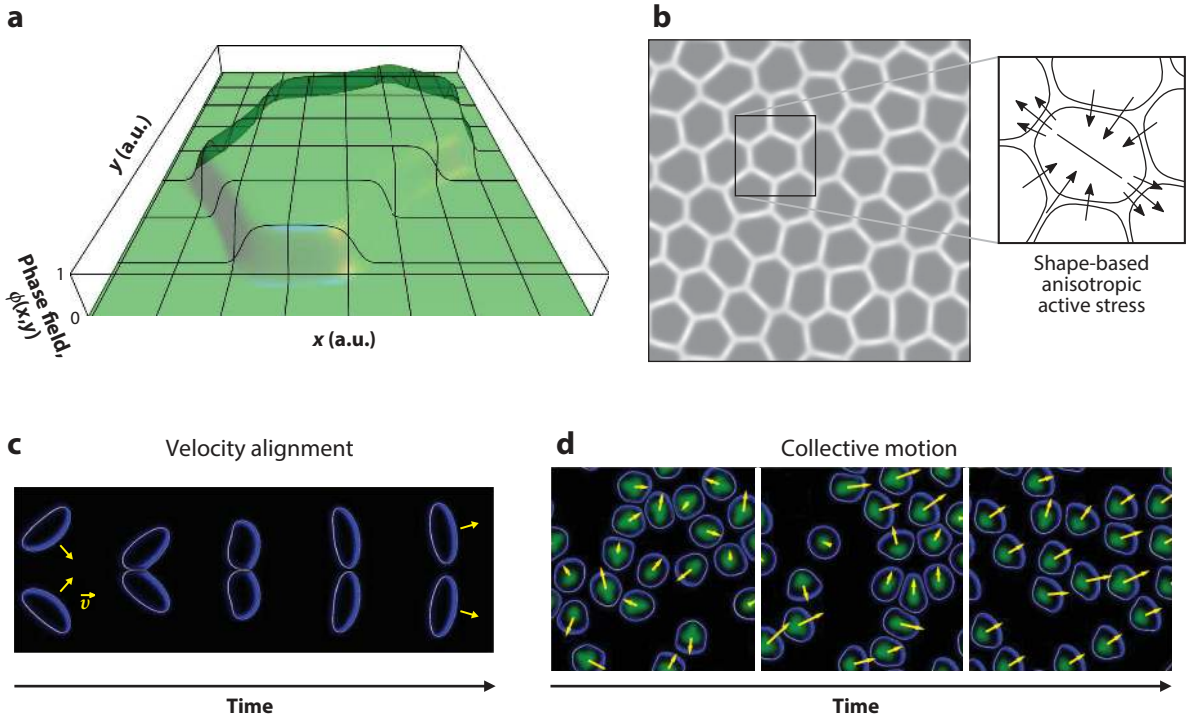 a
y (a.u.)
1
0
Phase field,
ϕ(x,y)
x (a.u.)
b
Shape-based
anisotropic
active stress
c
Velocity alignment
v⃗
Time
d
Collective motion
Time